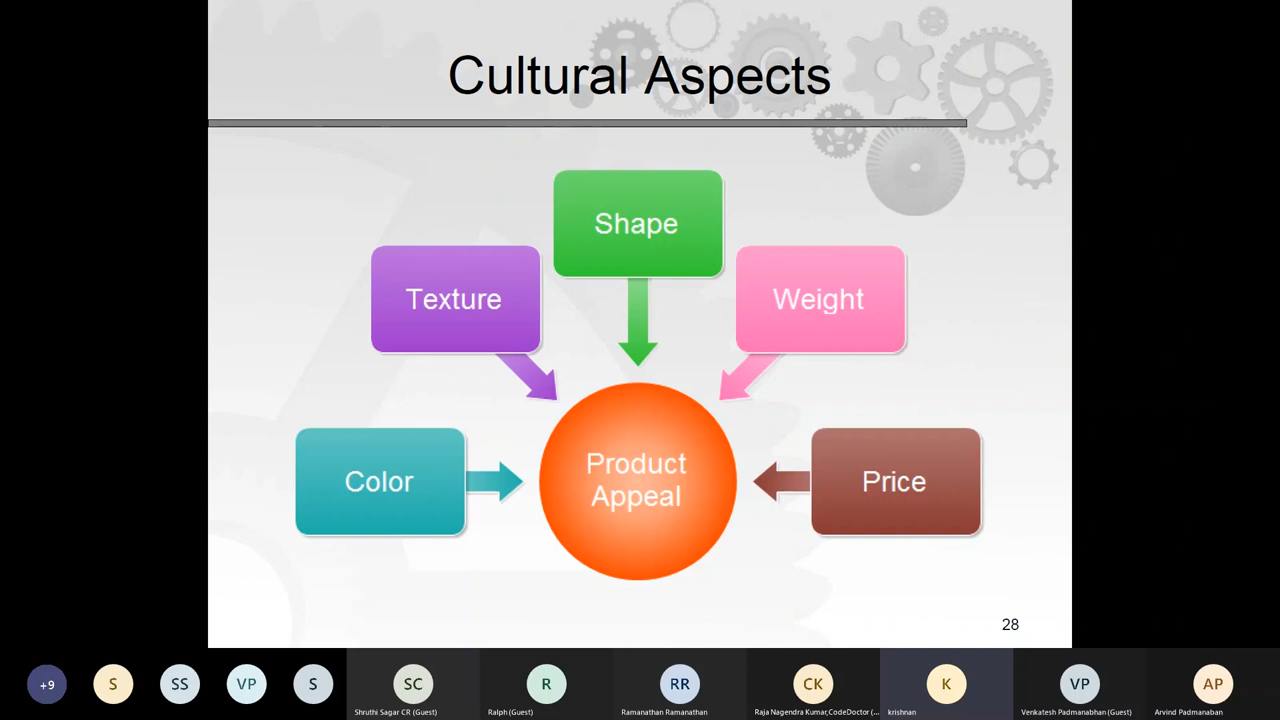 Cultural Aspects
Shape
Texture
Weight
Color
Product
Appeal
Price
28
+9
S
SS
VP
S
SC
R
RR
CK
K
VP
AP
Shruthi Sagar CR (Guest)
Ralph (Guest)
Ramanathan Ramanathan
Raja Nagendra Kumar,CodeDoctor (...
krishnan
Venkatesh Padmanabhan (Guest)
Arvind Padmanaban